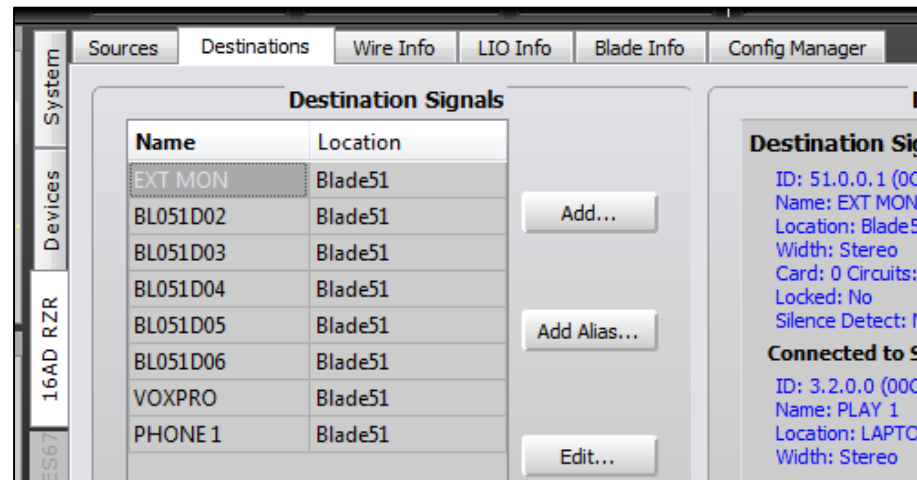 System
Devices
16AD RZR
ES67
Sources Destinations Wire Info LIO Info Blade Info Config Manager
Destination Signals
Name Location
EXT MON Blade51
BL051D02 Blade51
BL051D03 Blade51
BL051D04 Blade51
BL051D05 Blade51
BL051D06 Blade51
VOXPRO Blade51
PHONE 1 Blade51
Add...
Add Alias...
Edit...
Destination Sig
ID: 51.0.0.1 (00
Name: EXT MON
Location: Blade5
Width: Stereo
Card: 0 Circuits:
Locked: No
Silence Detect:
Connected to S
ID: 3.2.0.0 (000
Name: PLAY 1
Location: LAPTO
Width: Stereo